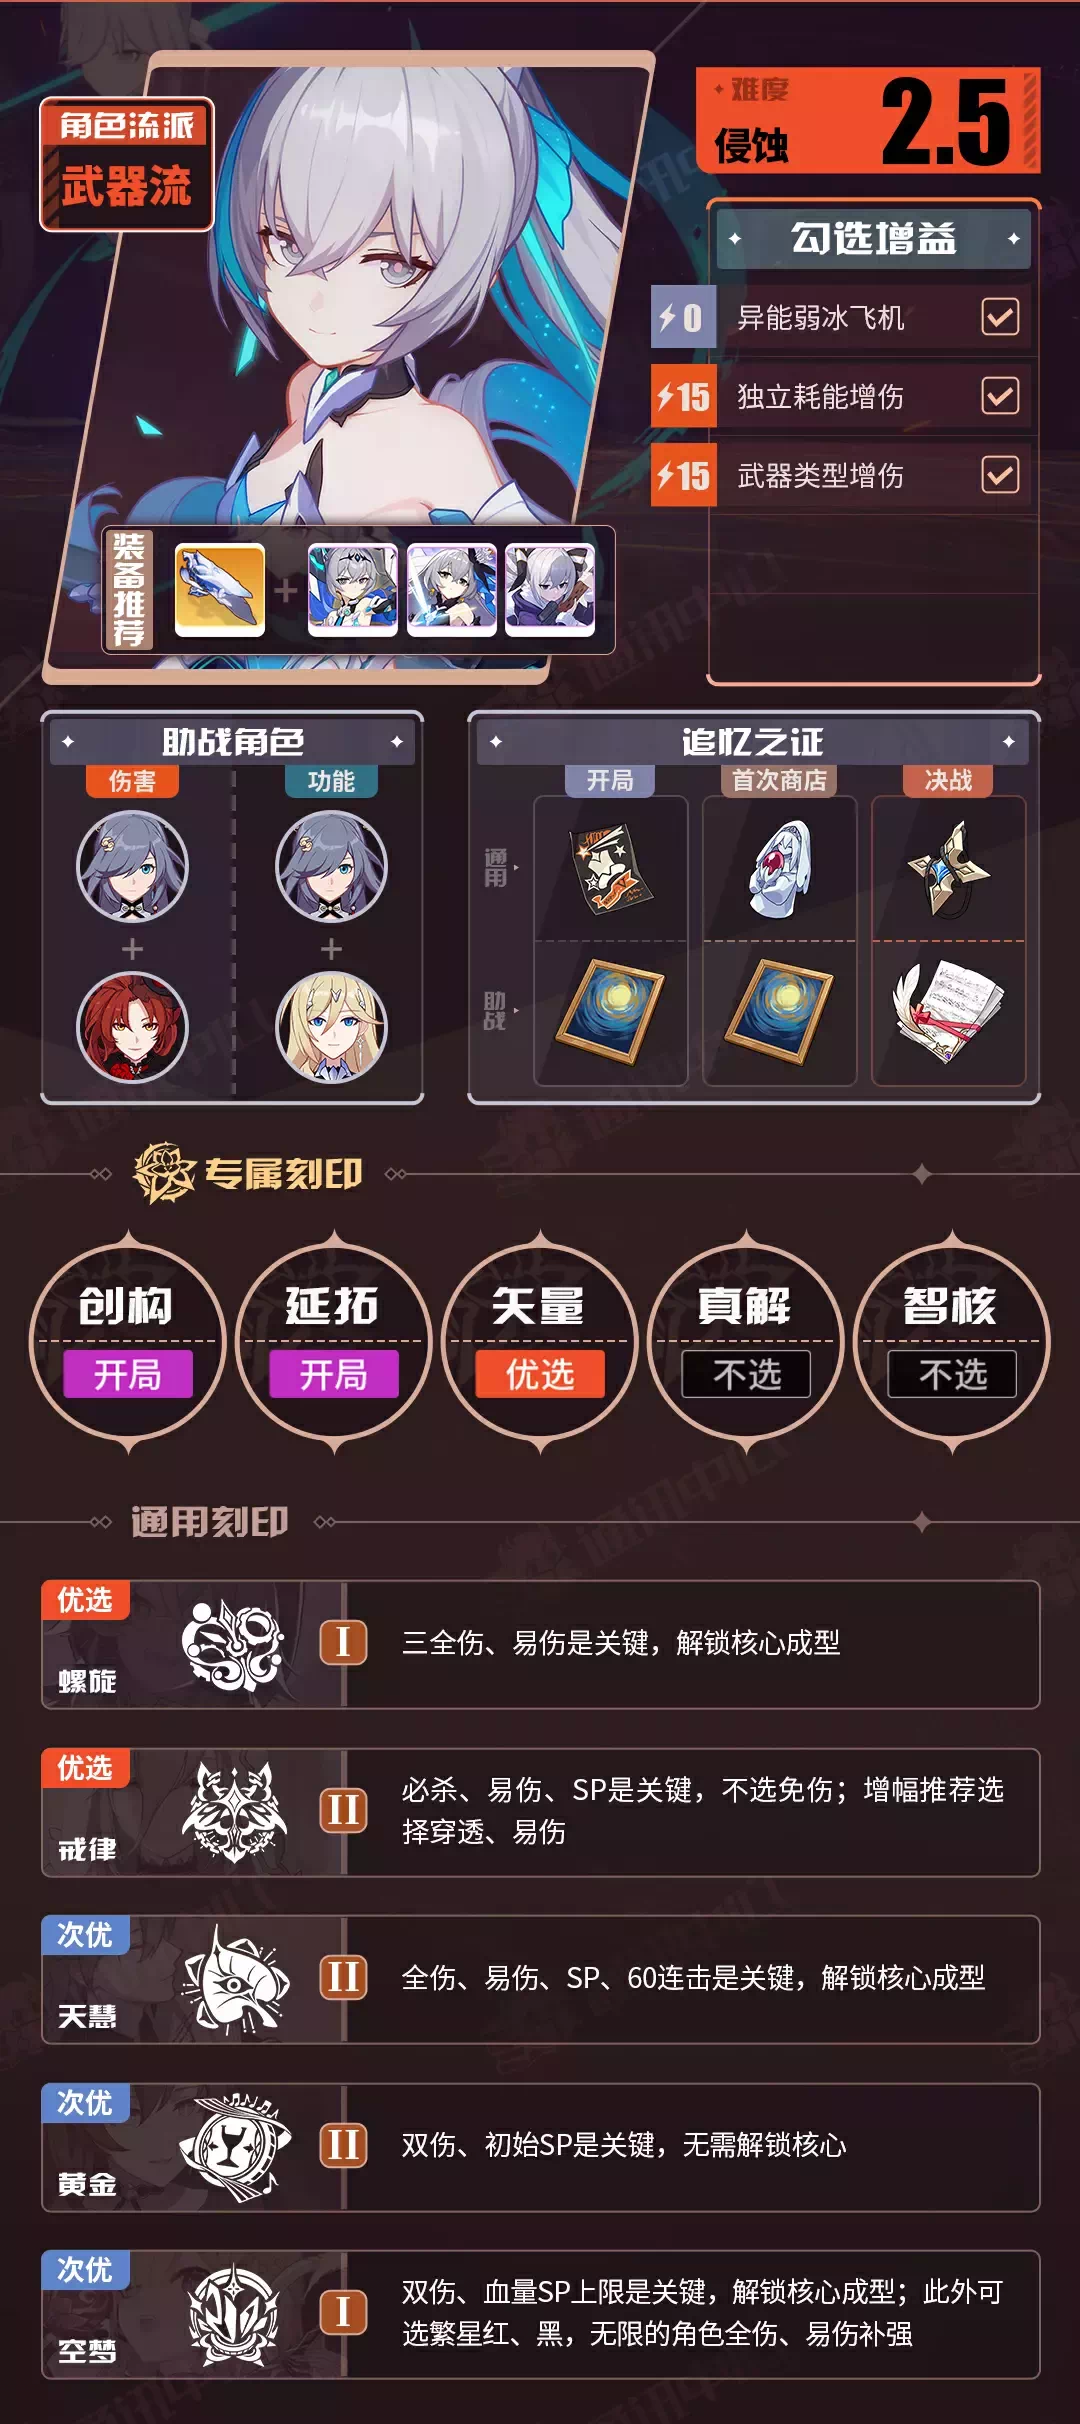 角色流派
武器流
难度
侵蚀
2.5
勾选增益
0
异能弱冰飞机
15
独立耗能增伤
15
武器类型增伤
装备推荐
助战角色
伤害
功能
追忆之证
开局
首次商店
决战
通用
助战
专属刻印
创构
开局
延拓
开局
矢量
优选
真解
不选
智核
不选
通用刻印
优选
螺旋
I
三全伤、易伤是关键，解锁核心成型
优选
戒律
II
必杀、易伤、SP是关键，不选免伤；增幅推荐选
择穿透、易伤
次优
天慧
II
全伤、易伤、SP、60连击是关键，解锁核心成型
次优
黄金
II
双伤、初始SP是关键，无需解锁核心
次优
空梦
I
双伤、血量SP上限是关键，解锁核心成型；此外可
选繁星红、黑，无限的角色全伤、易伤补强